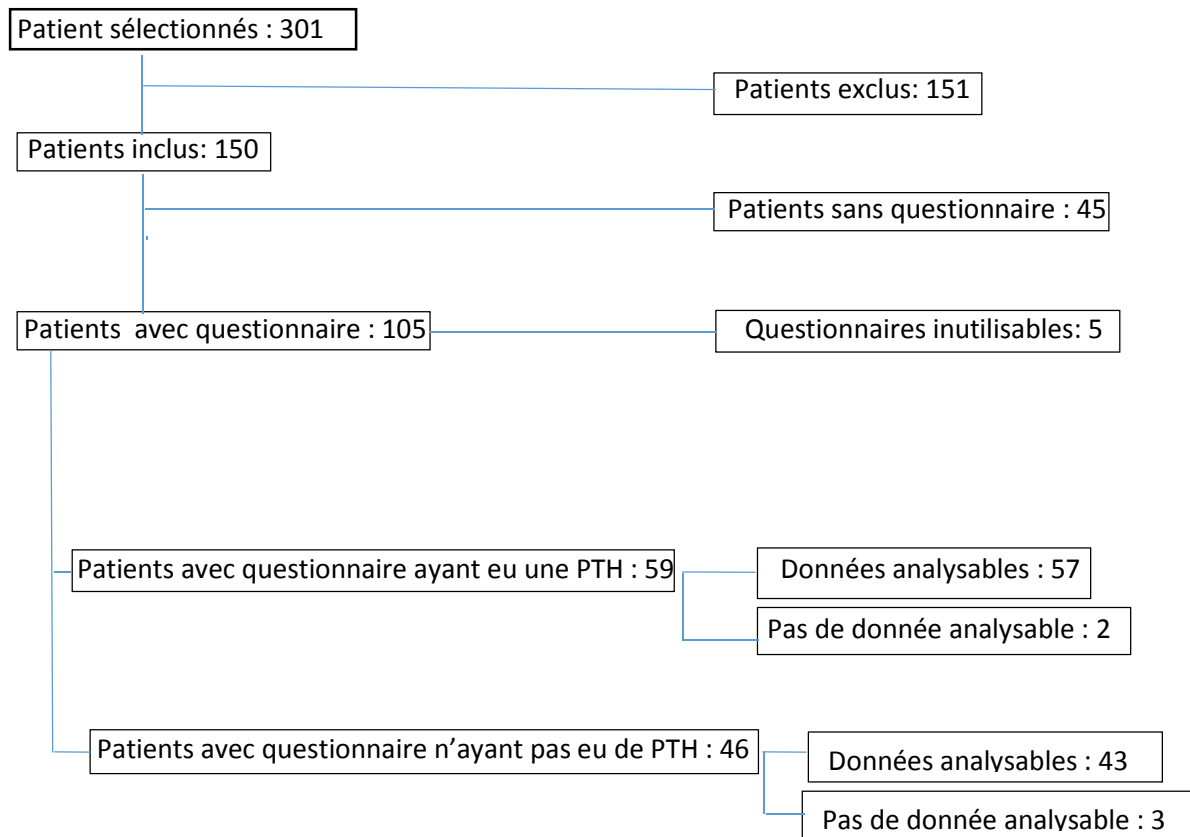 Patient sélectionnés : 301
Patients exclus: 151
Patients inclus: 150
Patients sans questionnaire : 45
Patients avec questionnaire : 105
Questionnaires inutilisables: 5
Patients avec questionnaire ayant eu une PTH : 59
Données analysables : 57
Pas de donnée analysable : 2
Patients avec questionnaire n’ayant pas eu de PTH : 46
Données analysables : 43
Pas de donnée analysable : 3